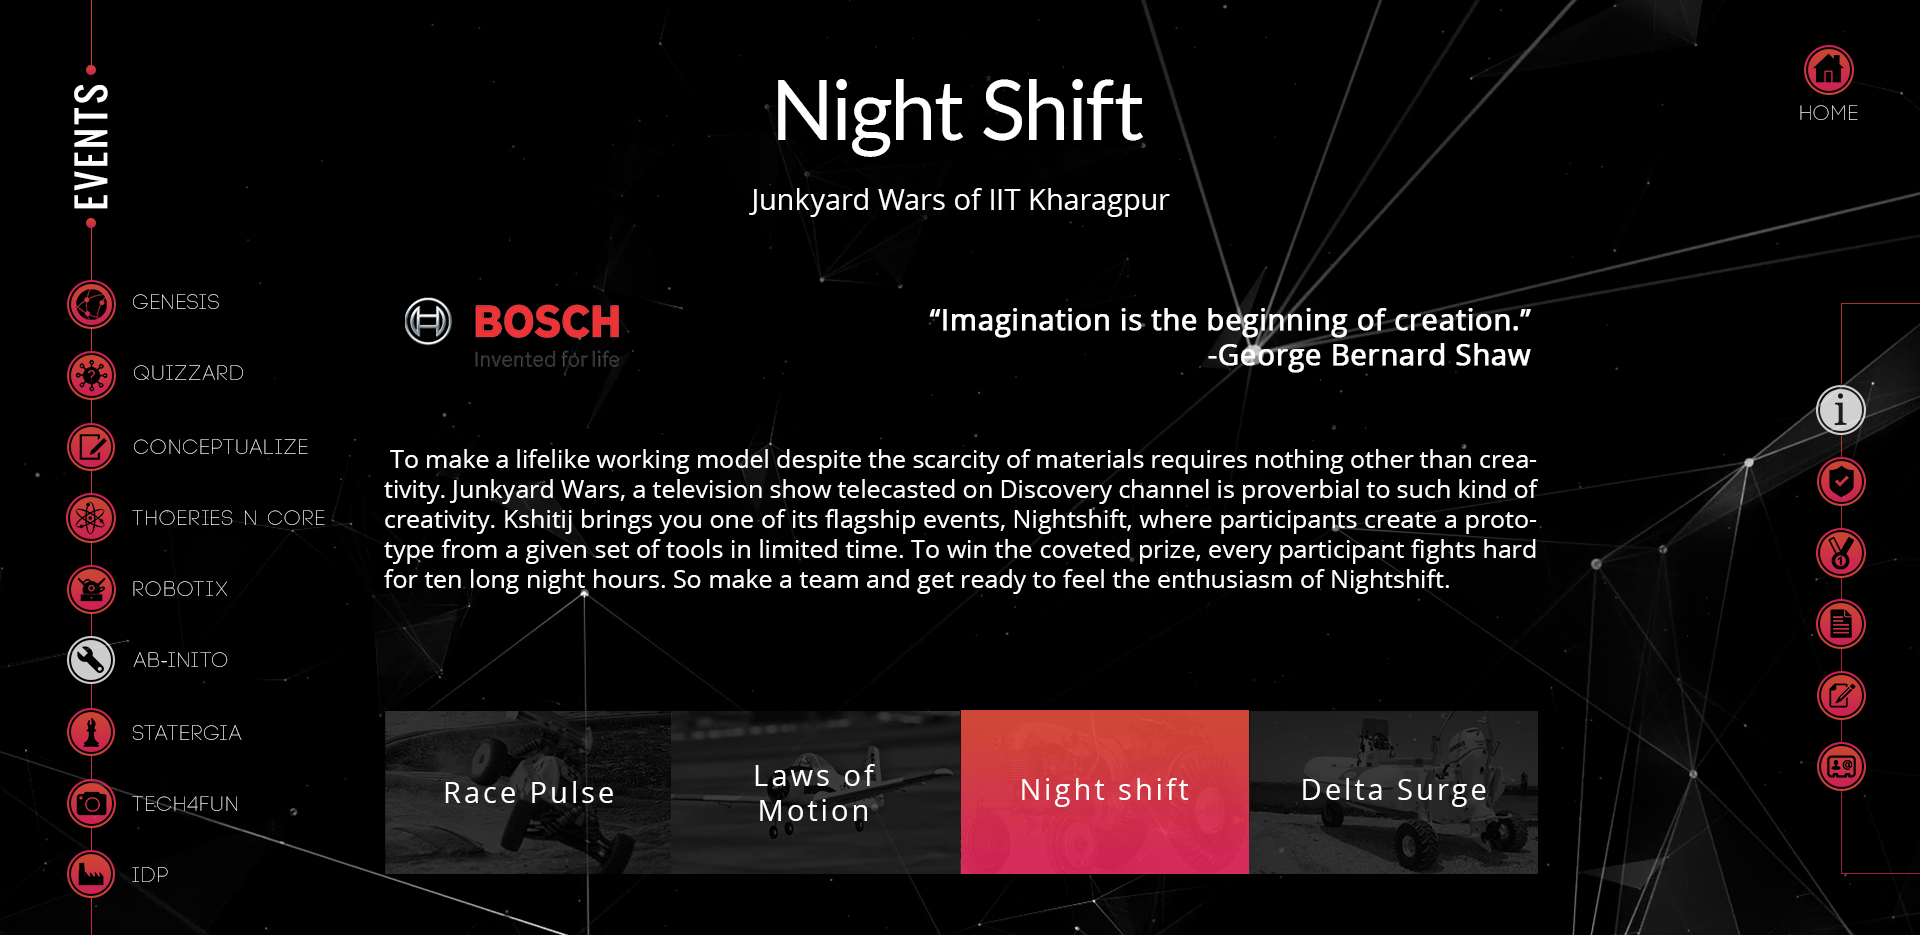 EVENTS
Night Shift
Junkyard Wars of IIT Kharagpur
HOME
GENESIS
QUIZZARD
CONCEPTUALIZE
THOERIES N CORE
ROBOTIX
AB-INITO
STATERGIA
TECH4FUN
IDP
BOSCH
Invented for life
“Imagination is the beginning of creation.”
-George Bernard Shaw
To make a lifelike working model despite the scarcity of materials requires nothing other than crea-
tivity. Junkyard Wars, a television show telecasted on Discovery channel is proverbial to such kind of
creativity. Kshitij brings you one of its flagship events, Nightshift, where participants create a proto-
type from a given set of tools in limited time. To win the coveted prize, every participant fights hard
for ten long night hours. So make a team and get ready to feel the enthusiasm of Nightshift.
Race Pulse
Laws of
Motion
Night shift
Delta Surge